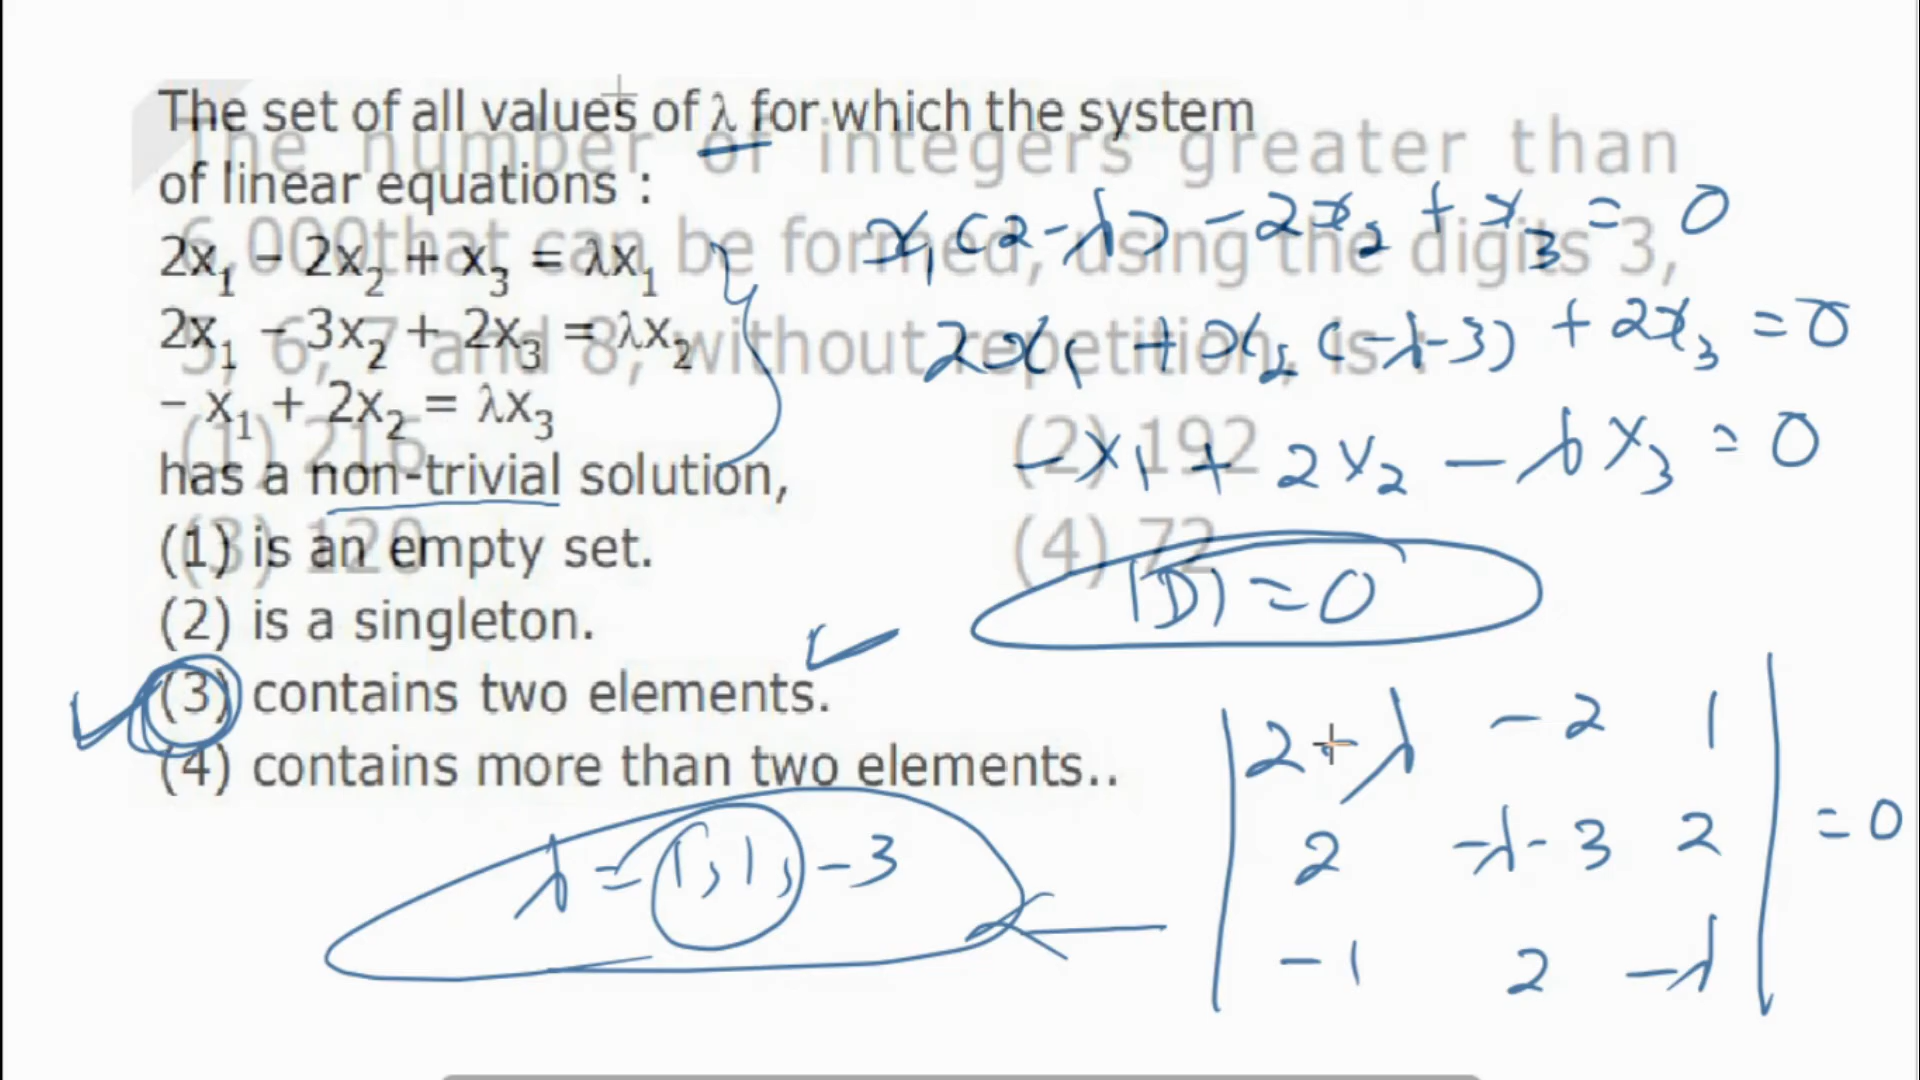 The set of all values of λ for which the system
of linear equations :
2x₁ − 2x₂ + x₃ = λx₁
2x₁ − 3x₂ + 2x₃ = λx₂
− x₁ + 2x₂ = λx₃
has a non-trivial solution,
(1) is an empty set.
(2) is a singleton.
(3) contains two elements.
(4) contains more than two elements..
The number of integers greater than
6,000that can be formed, using the digits 3,
5, 6, 7 and 8, without repetition, is :
(1) 216 (2) 192
(3) 120 (4) 72
x₁(2-λ) - 2x₂ + x₃ = 0
2x₁ + x₂(-λ-3) + 2x₃ = 0
-x₁ + 2x₂ - λx₃ = 0
|D| = 0
2+λ -2 1
2 -λ-3 2 = 0
-1 2 -λ
λ = 1, 1, -3